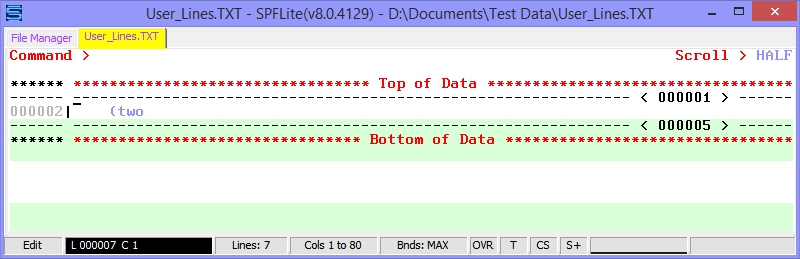 User_Lines.TXT - SPFLite(v8.0.4129) - D:\Documents\Test Data\User_Lines.TXT
File Manager User_Lines.TXT
Command > Scroll > HALF
****** ********************************* Top of Data ************************************
------ --------------------------------------------------------------- < 000001 > ------
000002| (two
------ --------------------------------------------------------------- < 000005 > ------
****** ******************************** Bottom of Data **********************************
Edit L 000007 C 1 Lines: 7 Cols 1 to 80 Bnds: MAX OVR T CS S+